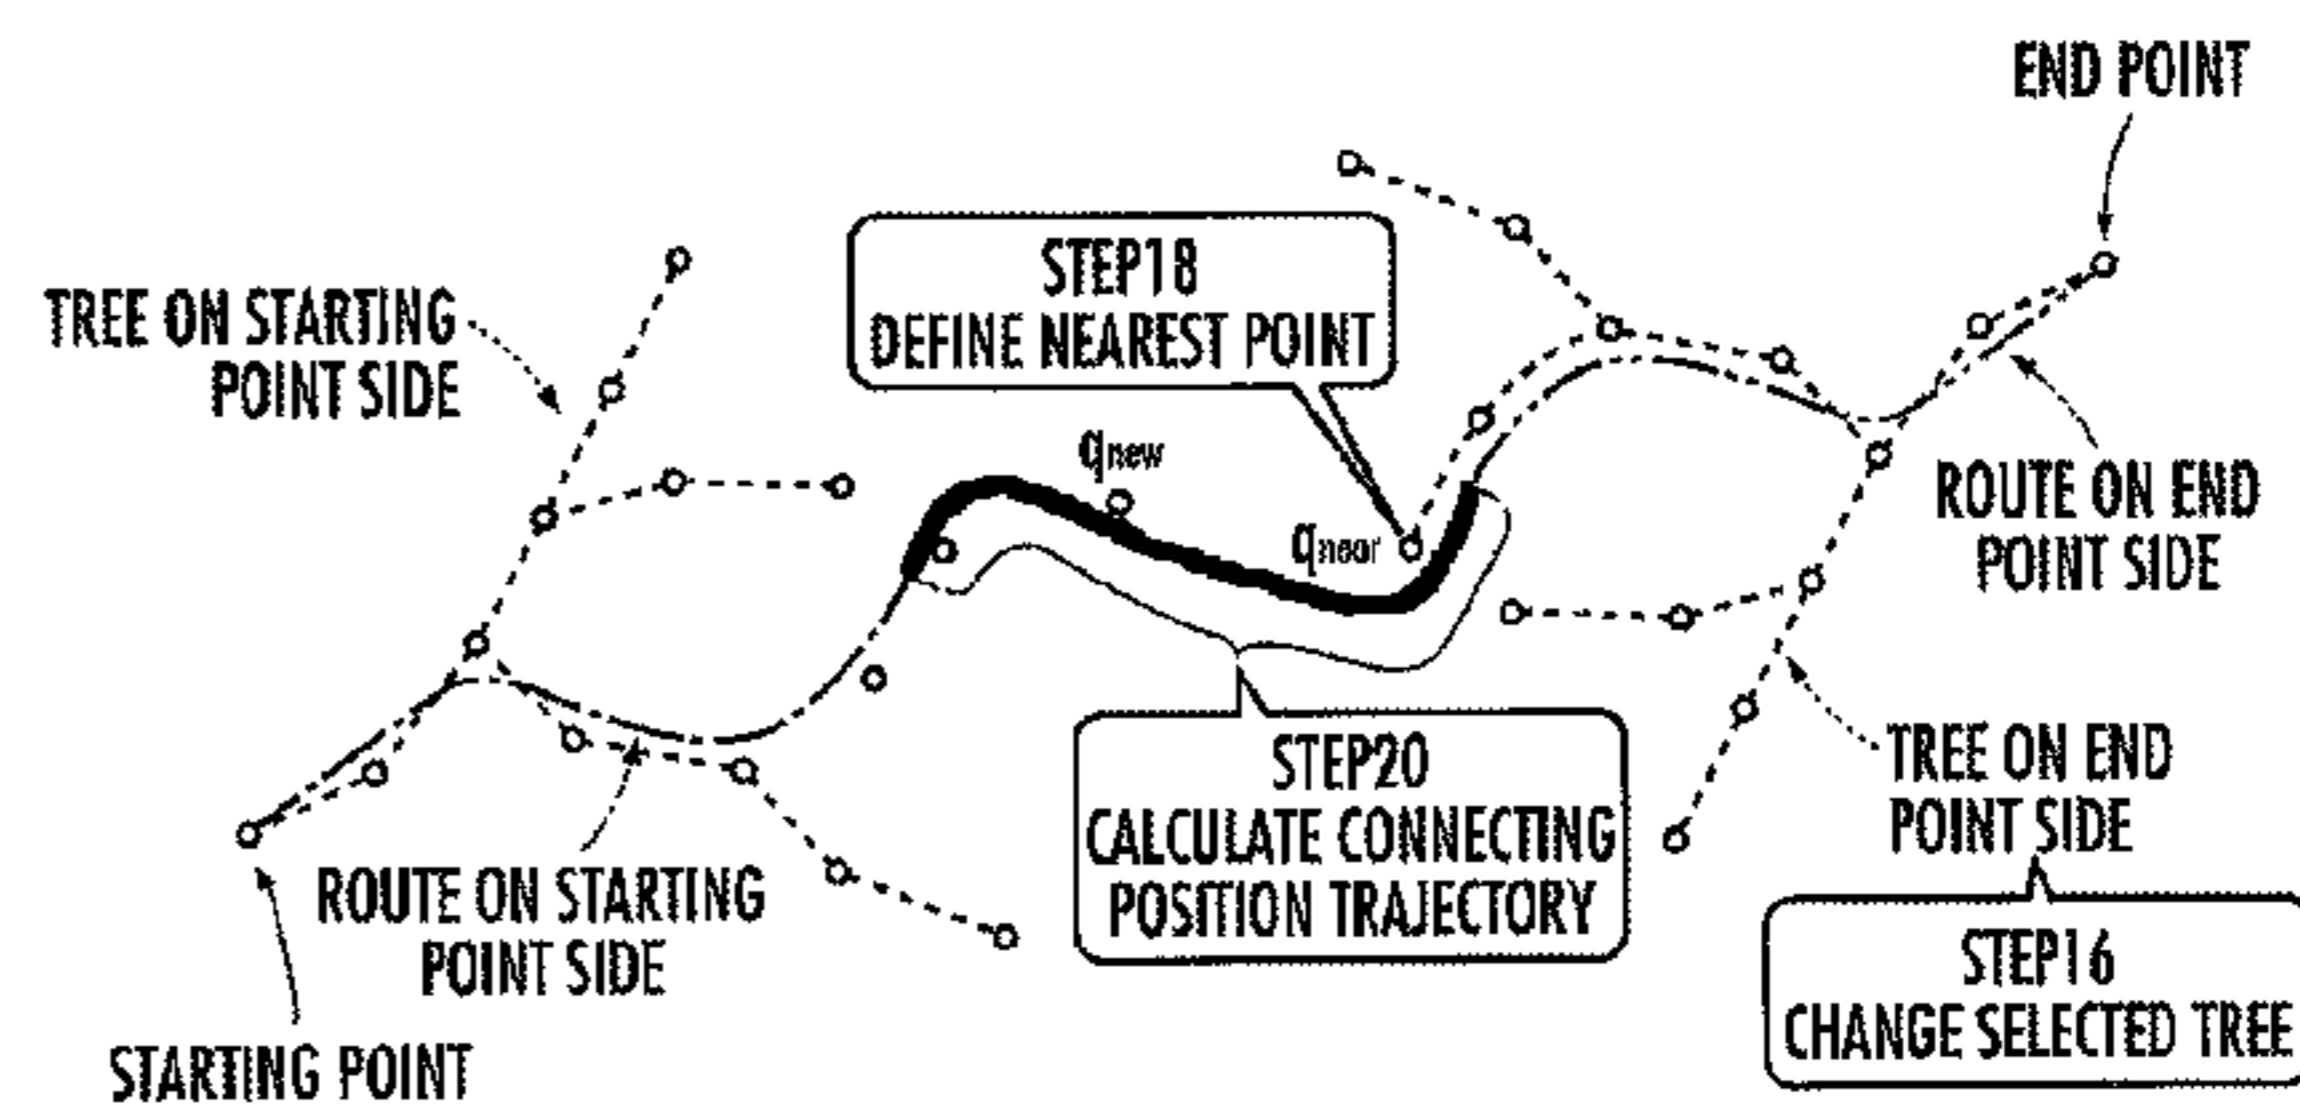 END POINT
STEP18
DEFINE NEAREST POINT
TREE ON STARTING
POINT SIDE
qnew
qnear
ROUTE ON END
POINT SIDE
STEP20
CALCULATE CONNECTING
POSITION TRAJECTORY
TREE ON END
POINT SIDE
ROUTE ON STARTING
POINT SIDE
STEP16
CHANGE SELECTED TREE
STARTING POINT